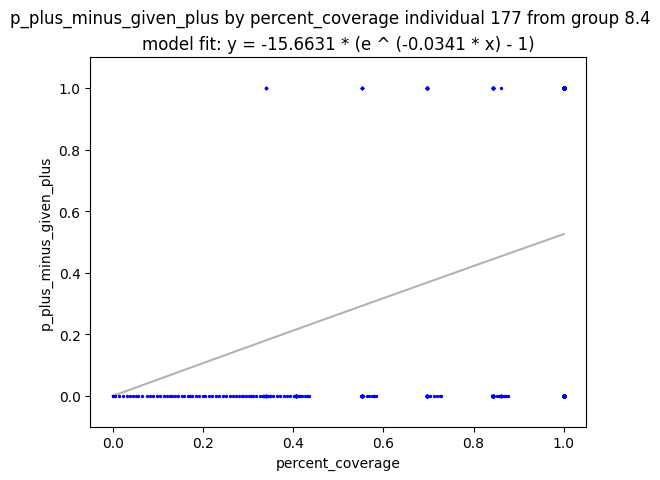 p_plus_minus_given_plus by percent_coverage individual 177 from group 8.4
model fit: y = -15.6631 * (e ^ (-0.0341 * x) - 1)
p_plus_minus_given_plus
1.0
0.8
0.6
0.4
0.2
0.0
0.0 0.2 0.4 0.6 0.8 1.0
percent_coverage